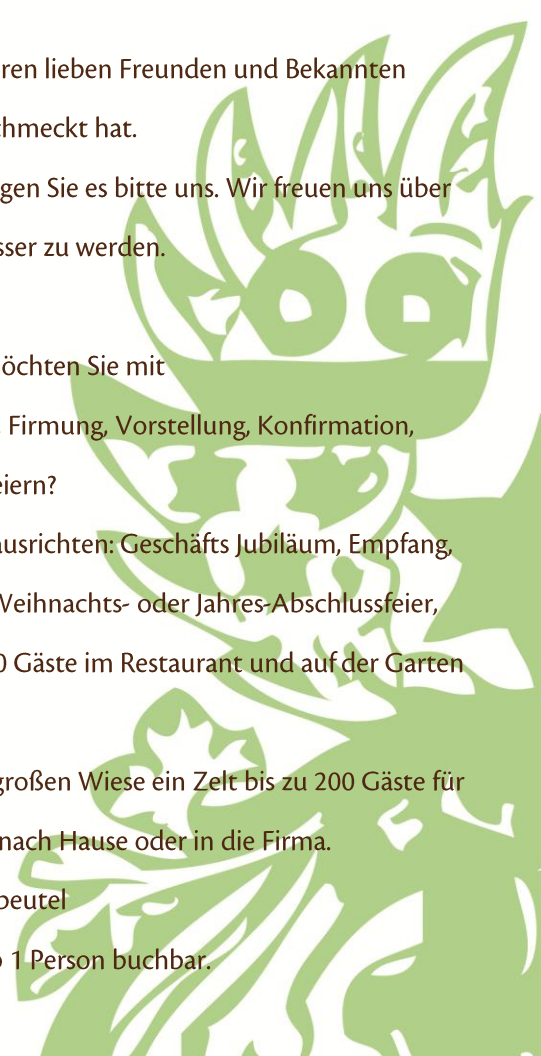 ren lieben Freunden und Bekannten
hmeckt hat.
gen Sie es bitte uns. Wir freuen uns über
sser zu werden.
öchten Sie mit
, Firmung, Vorstellung, Konfirmation,
eiern?
ausrichten: Geschäfts Jubiläum, Empfang,
Weihnachts- oder Jahres-Abschlussfeier,
0 Gäste im Restaurant und auf der Garten
großen Wiese ein Zelt bis zu 200 Gäste für
nach Hause oder in die Firma.
beutel
1 Person buchbar.